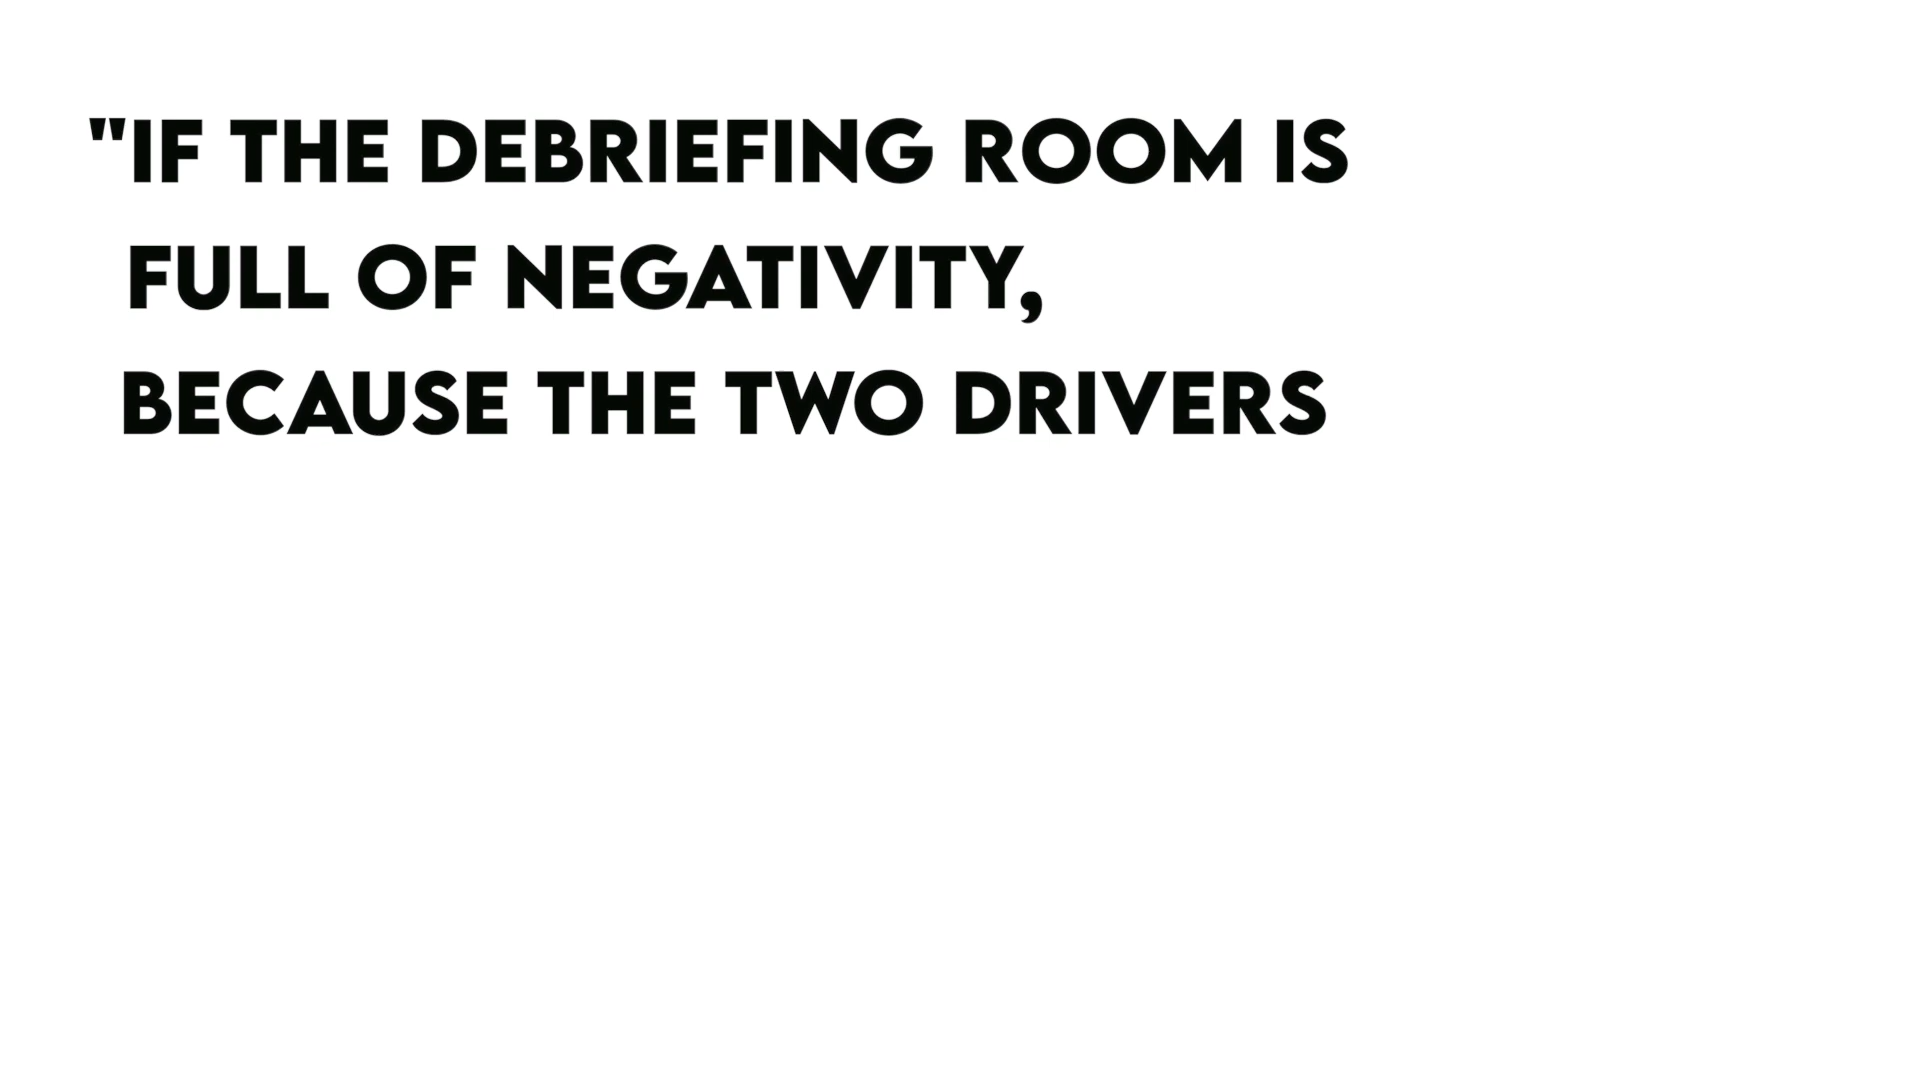 "IF THE DEBRIEFING ROOM IS
FULL OF NEGATIVITY,
BECAUSE THE TWO DRIVERS